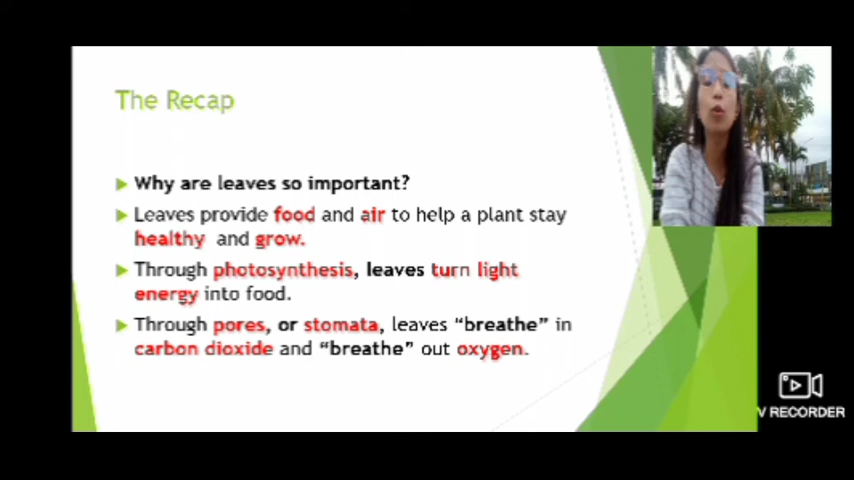 The Recap
Why are leaves so important?
Leaves provide food and air to help a plant stay
healthy and grow.
Through photosynthesis, leaves turn light
energy into food.
Through pores, or stomata, leaves “breathe” in
carbon dioxide and “breathe” out oxygen.
V RECORDER